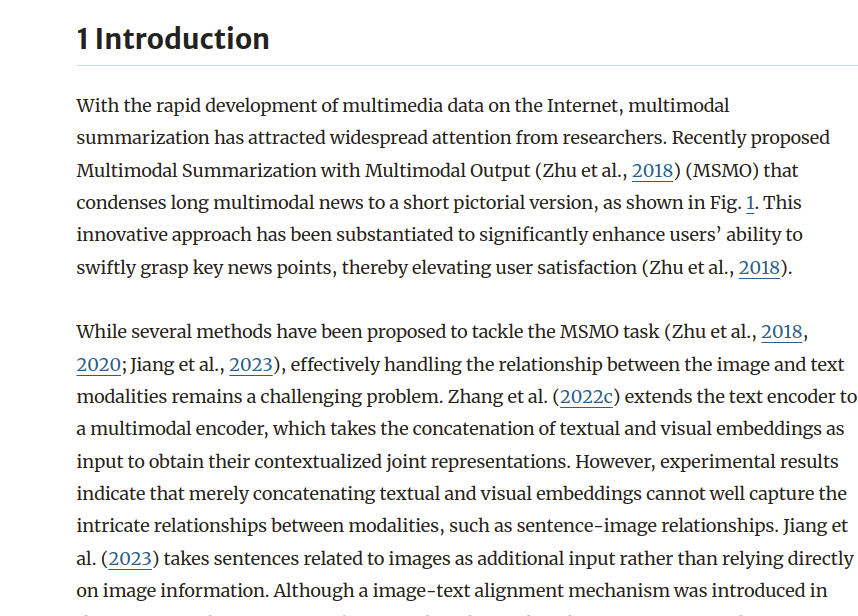 1 Introduction
With the rapid development of multimedia data on the Internet, multimodal
summarization has attracted widespread attention from researchers. Recently proposed
Multimodal Summarization with Multimodal Output (Zhu et al., 2018) (MSMO) that
condenses long multimodal news to a short pictorial version, as shown in Fig. 1. This
innovative approach has been substantiated to significantly enhance users’ ability to
swiftly grasp key news points, thereby elevating user satisfaction (Zhu et al., 2018).
While several methods have been proposed to tackle the MSMO task (Zhu et al., 2018,
2020; Jiang et al., 2023), effectively handling the relationship between the image and text
modalities remains a challenging problem. Zhang et al. (2022c) extends the text encoder to
a multimodal encoder, which takes the concatenation of textual and visual embeddings as
input to obtain their contextualized joint representations. However, experimental results
indicate that merely concatenating textual and visual embeddings cannot well capture the
intricate relationships between modalities, such as sentence-image relationships. Jiang et
al. (2023) takes sentences related to images as additional input rather than relying directly
on image information. Although a image-text alignment mechanism was introduced in